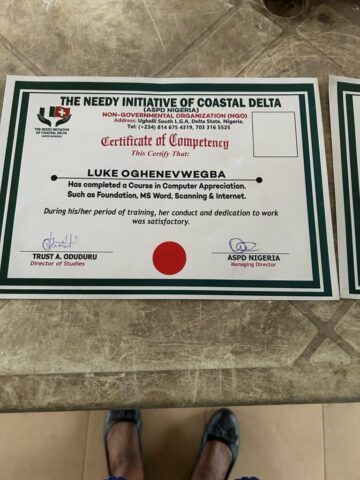 THE NEEDY INITIATIVE OF COASTAL DELTA
(ASPD NIGERIA)
NON-GOVERNMENTAL ORGANIZATION (NGO)
Address: Ughelli South L.G.A, Delta State, Nigeria.
Tel: (+234) 814 675 4319, 703 316 5525
THE NEEDY INITIATIVE OF
COASTAL DELTA
(ASPD NIGERIA)
Certificate of Competency
This Certify That:
LUKE OGHENEVWEGBA
Has completed a Course in Computer Appreciation.
Such as Foundation, MS Word, Scanning & Internet.
During his/her period of training, her conduct and dedication to work
was satisfactory.
TRUST A. ODUDURU
Director of Studies
ASPD NIGERIA
Managing Director